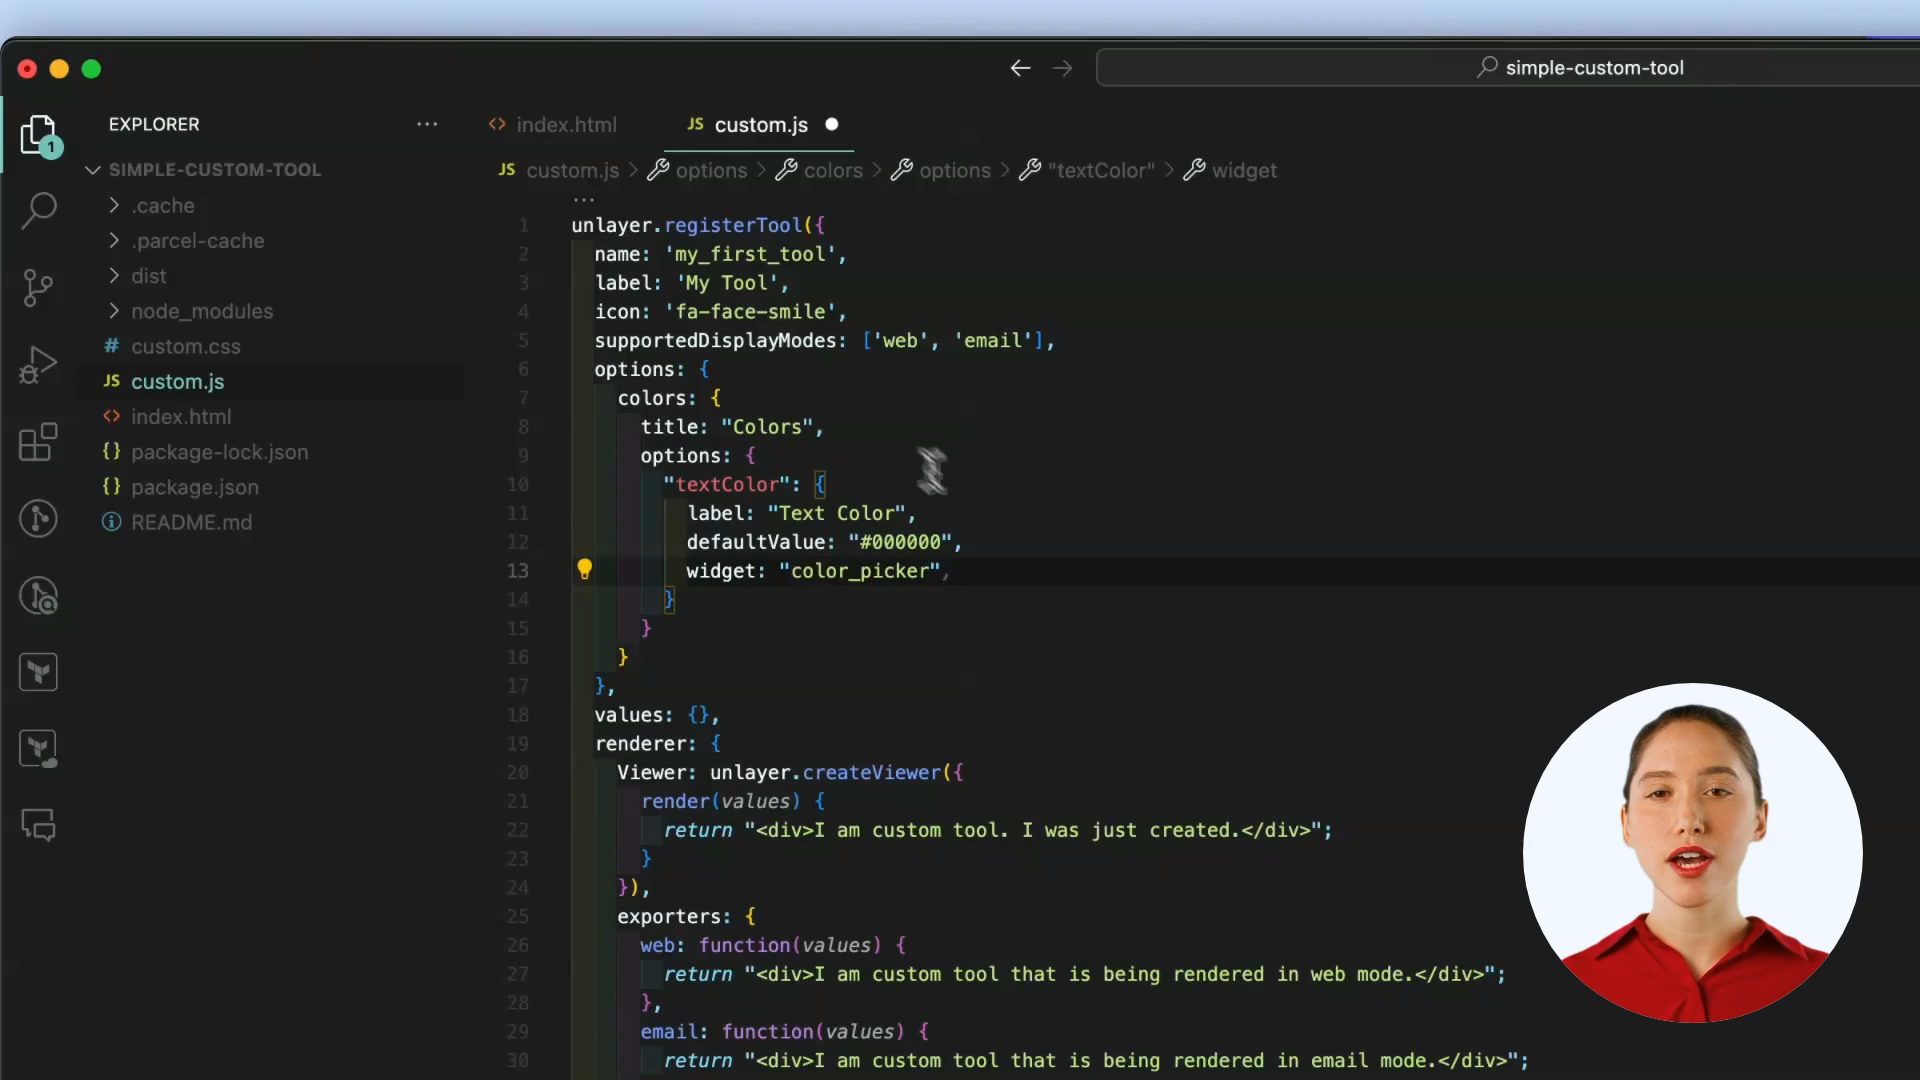 simple-custom-tool
EXPLORER
index.html
JS custom.js
1
SIMPLE-CUSTOM-TOOL
JS custom.js > options > colors > options > "textColor" > widget
.cache
.parcel-cache
dist
node_modules
# custom.css
JS custom.js
index.html
{} package-lock.json
{} package.json
README.md
1 unlayer.registerTool({
2 name: 'my_first_tool',
3 label: 'My Tool',
4 icon: 'fa-face-smile',
5 supportedDisplayModes: ['web', 'email'],
6 options: {
7 colors: {
8 title: "Colors",
9 options: {
10 "textColor": {
11 label: "Text Color",
12 defaultValue: "#000000",
13 widget: "color_picker",
14 }
15 }
16 }
17 },
18 values: {},
19 renderer: {
20 Viewer: unlayer.createViewer({
21 render(values) {
22 return "<div>I am custom tool. I was just created.</div>";
23 }
24 }),
25 exporters: {
26 web: function(values) {
27 return "<div>I am custom tool that is being rendered in web mode.</div>";
28 },
29 email: function(values) {
30 return "<div>I am custom tool that is being rendered in email mode.</div>";